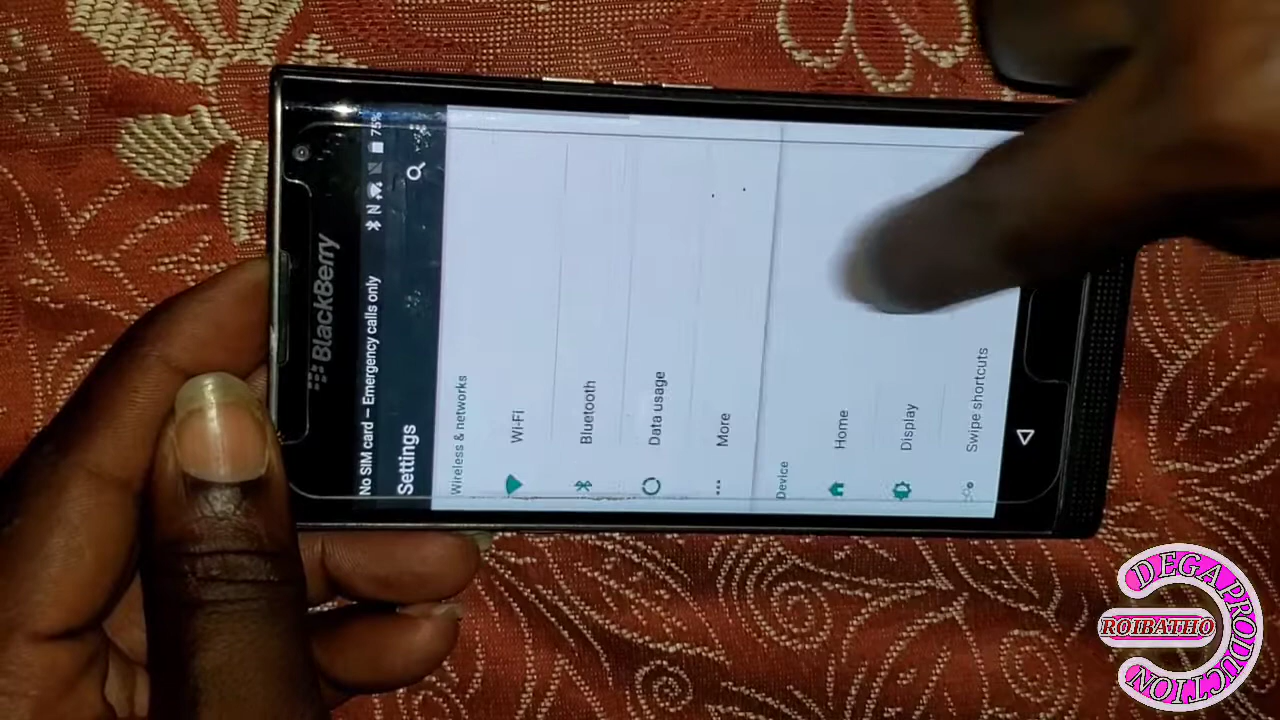 BlackBerry
No SIM card – Emergency calls only
75%
Settings
Wireless & networks
Wi-Fi
Bluetooth
Data usage
More
Device
Home
Display
Swipe shortcuts
DEGA PRODUCTION
ROIBATHO